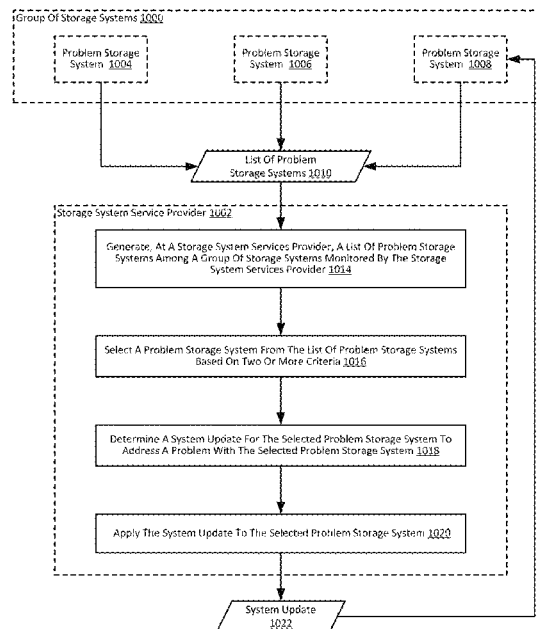 Group Of Storage Systems 1000
Problem Storage
System 1004
Problem Storage
System 1006
Problem Storage
System 1008
List Of Problem
Storage Systems 1010
Storage System Service Provider 1002
Generate, At A Storage System Services Provider, A List Of Problem Storage
Systems Among A Group Of Storage Systems Monitored By The Storage
System Services Provider 1014
Select A Problem Storage System From The List Of Problem Storage Systems
Based On Two Or More Criteria 1016
Determine A System Update For The Selected Problem Storage System To
Address A Problem With The Selected Problem Storage System 1018
Apply The System Update To The Selected Problem Storage System 1020
System Update
1022